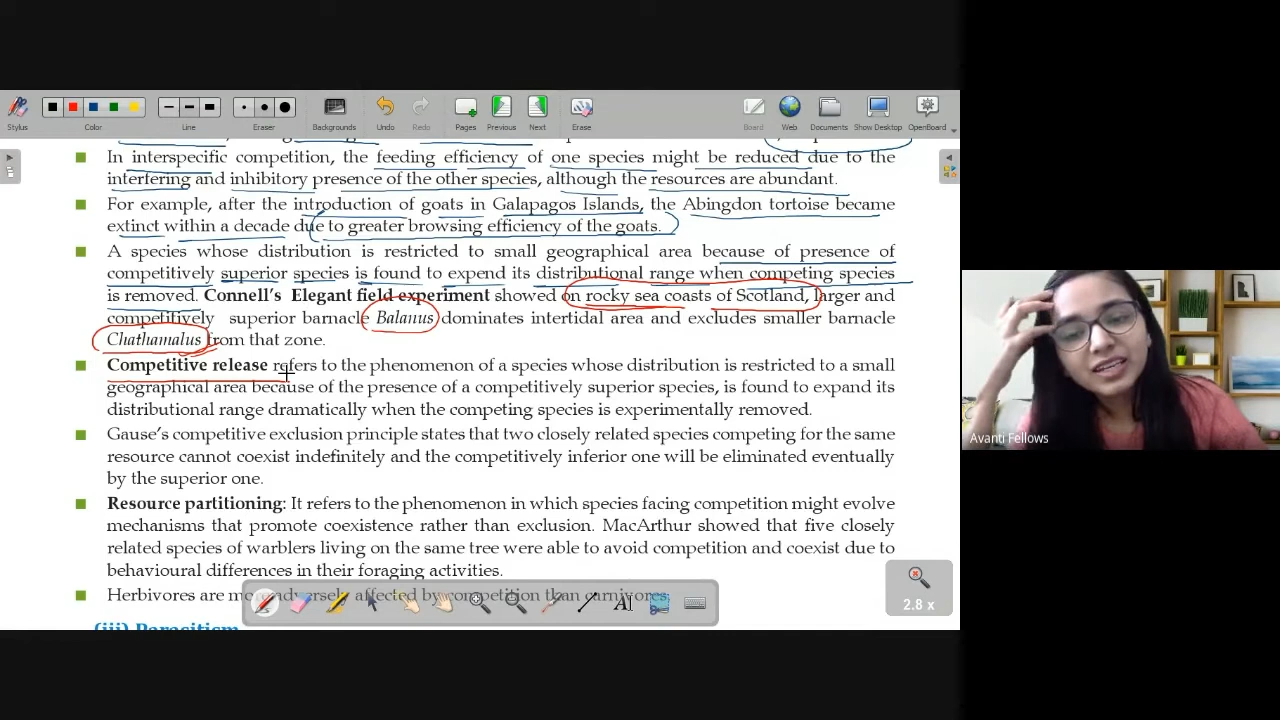 Stylus Color Line Eraser Backgrounds Undo Redo Pages Previous Next Erase Board Web Documents Show Desktop OpenBoard
In interspecific competition, the feeding efficiency of one species might be reduced due to the
interfering and inhibitory presence of the other species, although the resources are abundant.
For example, after the introduction of goats in Galapagos Islands, the Abingdon tortoise became
extinct within a decade due to greater browsing efficiency of the goats.
A species whose distribution is restricted to small geographical area because of presence of
competitively superior species is found to expend its distributional range when competing species
is removed. Connell's Elegant field experiment showed on rocky sea coasts of Scotland, larger and
competitively superior barnacle Balanus dominates intertidal area and excludes smaller barnacle
Chathamalus from that zone.
Competitive release refers to the phenomenon of a species whose distribution is restricted to a small
geographical area because of the presence of a competitively superior species, is found to expand its
distributional range dramatically when the competing species is experimentally removed.
Gause's competitive exclusion principle states that two closely related species competing for the same
resource cannot coexist indefinitely and the competitively inferior one will be eliminated eventually
by the superior one.
Resource partitioning: It refers to the phenomenon in which species facing competition might evolve
mechanisms that promote coexistence rather than exclusion. MacArthur showed that five closely
related species of warblers living on the same tree were able to avoid competition and coexist due to
behavioural differences in their foraging activities.
Herbivores are more adversely affected by competition than carnivores.
(iii) Parasitism
2.8 x
Avanti Fellows